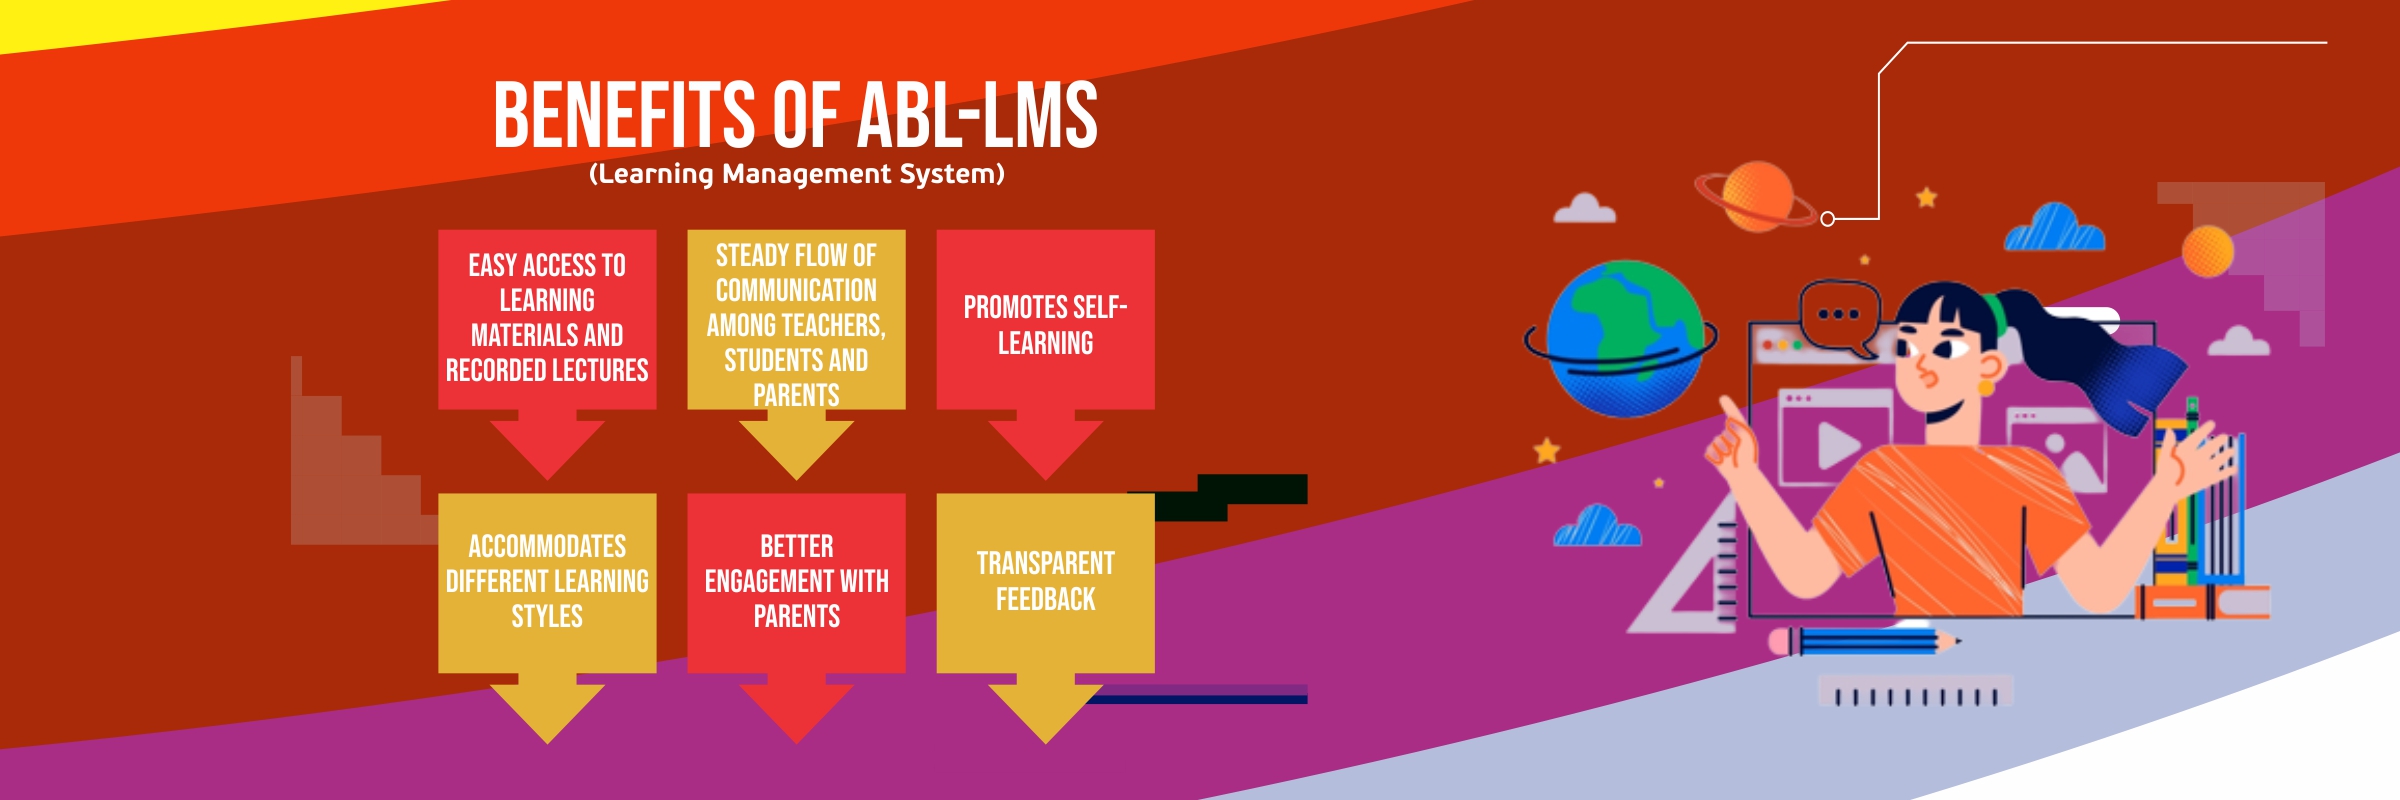 BENEFITS OF ABL-LMS
(Learning Management System)
EASY ACCESS TO
LEARNING
MATERIALS AND
RECORDED LECTURES
STEADY FLOW OF
COMMUNICATION
AMONG TEACHERS,
STUDENTS AND
PARENTS
PROMOTES SELF-
LEARNING
ACCOMMODATES
DIFFERENT LEARNING
STYLES
BETTER
ENGAGEMENT WITH
PARENTS
TRANSPARENT
FEEDBACK